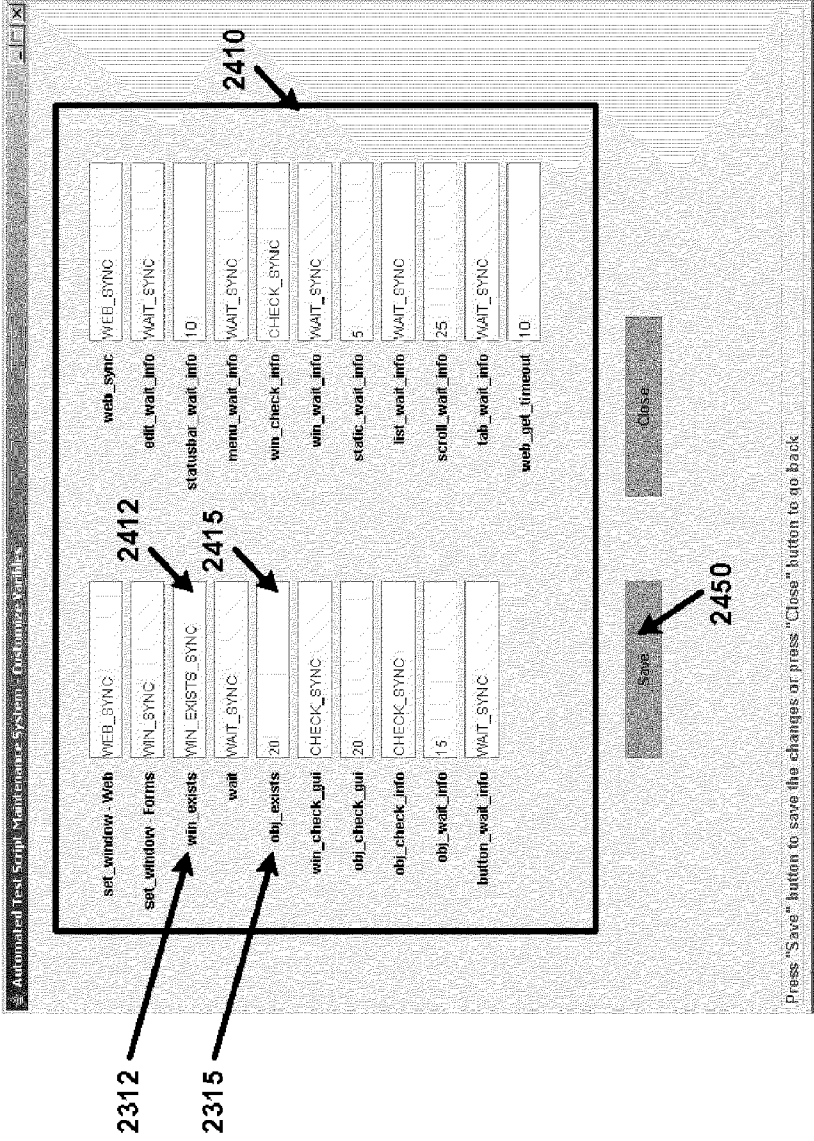 Automated Test Script Maintenance System - Customize Variables
2410
set_window - Web WEB_SYNC
set_window - Forms WIN_SYNC
win_exists WIN_EXISTS_SYNC
wait WAIT_SYNC
obj_exists 20
win_check_gui CHECK_SYNC
obj_check_gui 20
obj_check_info CHECK_SYNC
obj_wait_info 15
button_wait_info WAIT_SYNC
web_sync WEB_SYNC
edit_wait_info WAIT_SYNC
statusbar_wait_info 10
menu_wait_info WAIT_SYNC
win_check_info CHECK_SYNC
win_wait_info WAIT_SYNC
static_wait_info 5
list_wait_info WAIT_SYNC
scroll_wait_info 25
tab_wait_info WAIT_SYNC
web_get_timeout 10
2312
2412
2315
2415
Save
Close
2450
Press "Save" button to save the changes or press "Close" button to go back